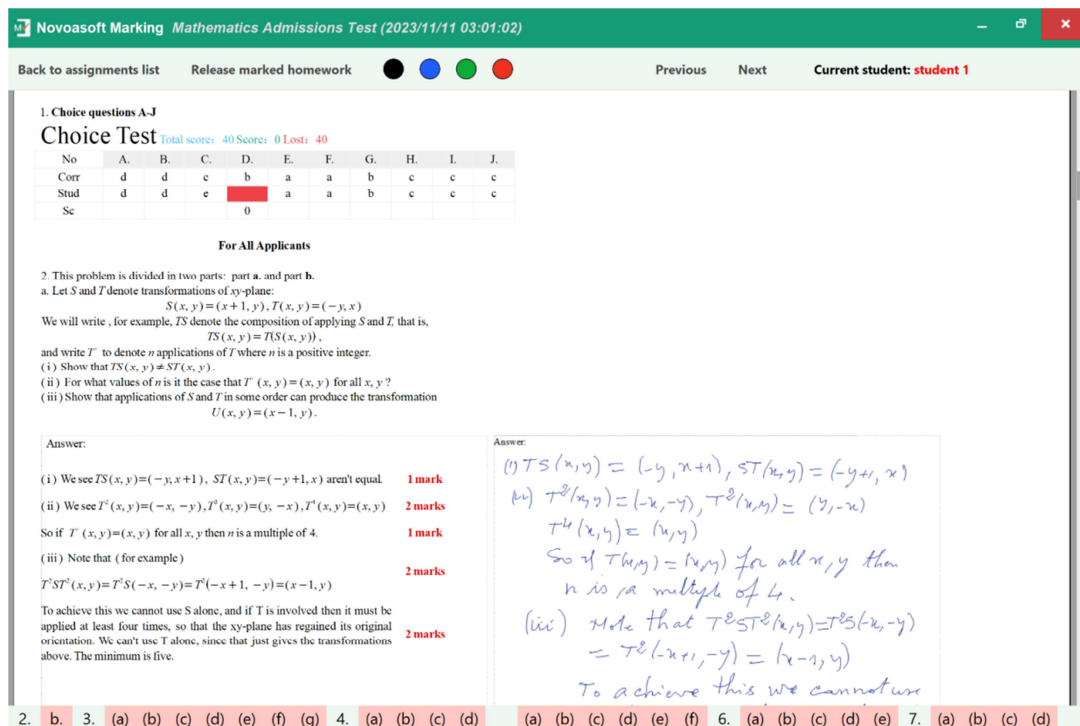 Novoasoft Marking Mathematics Admissions Test (2023/11/11 03:01:02)
Back to assignments list Release marked homework Previous Next Current student: student 1
1. Choice questions A-J
Choice Test Total score: 40 Score: 0 Lost: 40
No A. B. C. D. E. F. G. H. I. J.
Corr d d c b a a b c c c
Stud d d e a a b c c c
Sc 0
For All Applicants
2. This problem is divided in two parts: part a. and part b.
a. Let S and T denote transformations of xy-plane:
S(x, y)=(x+1, y), T(x, y)=(−y, x)
We will write , for example, TS denote the composition of applying S and T, that is,
TS(x, y)=T(S(x, y)),
and write Tⁿ to denote n applications of T where n is a positive integer.
(i) Show that TS(x, y)≠ST(x, y).
(ii) For what values of n is it the case that Tⁿ (x, y)=(x, y) for all x, y ?
(iii) Show that applications of S and T in some order can produce the transformation
U(x, y)=(x−1, y).
Answer:
(i) We see TS(x, y)=(−y, x+1), ST(x, y)=(−y+1, x) aren't equal. 1 mark
(ii) We see T²(x, y)=(−x, −y), T³(x, y)=(y, −x), T⁴(x, y)=(x, y) 2 marks
So if Tⁿ (x, y)=(x, y) for all x, y then n is a multiple of 4. 1 mark
(iii) Note that (for example)
T²ST²(x, y)=T²S(−x, −y)=T²(−x+1, −y)=(x−1, y) 2 marks
To achieve this we cannot use S alone, and if T is involved then it must be
applied at least four times, so that the xy-plane has regained its original
orientation. We can't use T alone, since that just gives the transformations 2 marks
above. The minimum is five.
Answer:
(i) TS(x,y) = (-y, x+1), ST(x,y) = (-y+1, x)
(ii) T²(x,y) = (-x, -y), T²(x,y) = (y, -x)
T⁴(x,y) = (x,y)
So if T(x,y) = (x,y) for all x, y then
n is a multyple of 4.
(iii) Note that T²ST²(x,y)=T²S(-x, -y)
= T²(-x+1, -y) = (x-1, y)
To achieve this we cannot use
2. b. 3. (a) (b) (c) (d) (e) (f) (g) 4. (a) (b) (c) (d) (a) (b) (c) (d) (e) (f) 6. (a) (b) (c) (d) (e) 7. (a) (b) (c) (d)